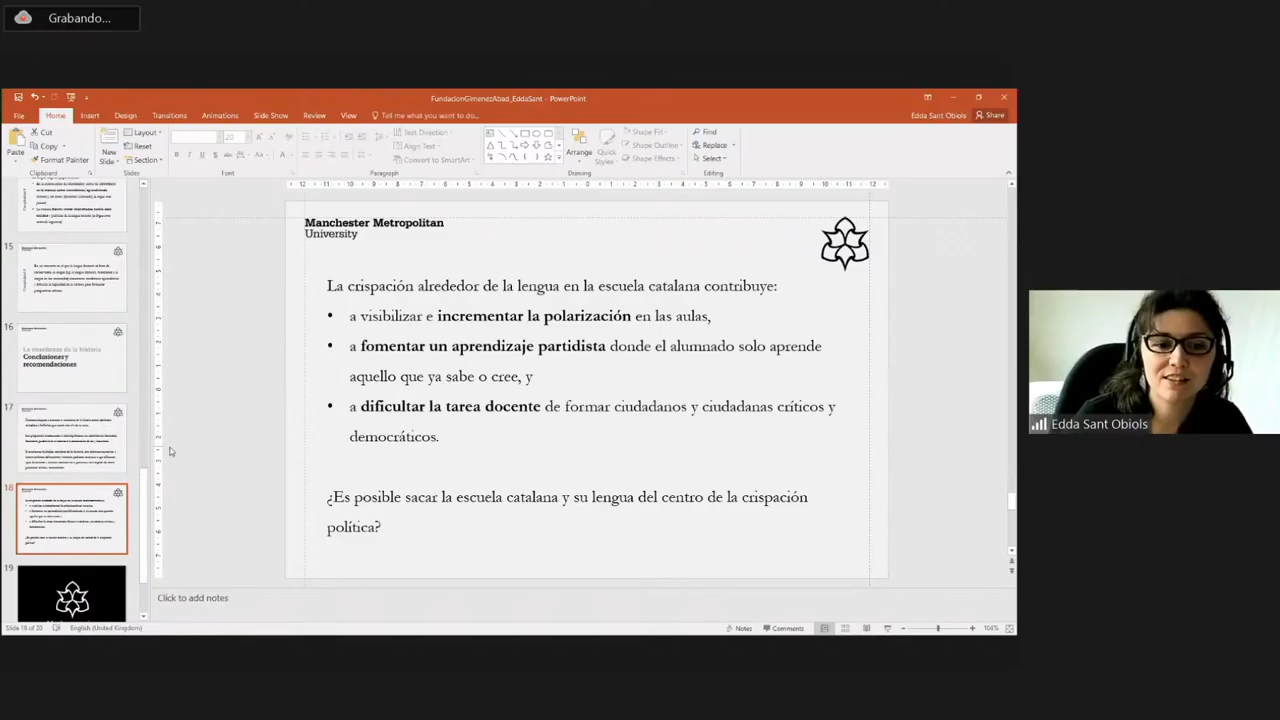 Grabando...
FundacionGimenezAbad_EddaSant - PowerPoint
File Home Insert Design Transitions Animations Slide Show Review View Tell me what you want to do...
Edda Sant Obiols Share
Paste
Cut
Copy
Format Painter
Clipboard
New Slide
Layout
Reset
Section
Slides
20
Font
Text Direction
Align Text
Convert to SmartArt
Paragraph
Arrange
Quick Styles
Shape Fill
Shape Outline
Shape Effects
Drawing
Find
Replace
Select
Editing
15
16
La enseñanza de la historia
Conclusiones y
recomendaciones
17
18
19
Manchester Metropolitan
University
La crispación alrededor de la lengua en la escuela catalana contribuye:
• a visibilizar e incrementar la polarización en las aulas,
• a fomentar un aprendizaje partidista donde el alumnado solo aprende
aquello que ya sabe o cree, y
• a dificultar la tarea docente de formar ciudadanos y ciudadanas críticos y
democráticos.
¿Es posible sacar la escuela catalana y su lengua del centro de la crispación
política?
Click to add notes
Slide 18 of 20 English (United Kingdom) Notes Comments 104%
Edda Sant Obiols